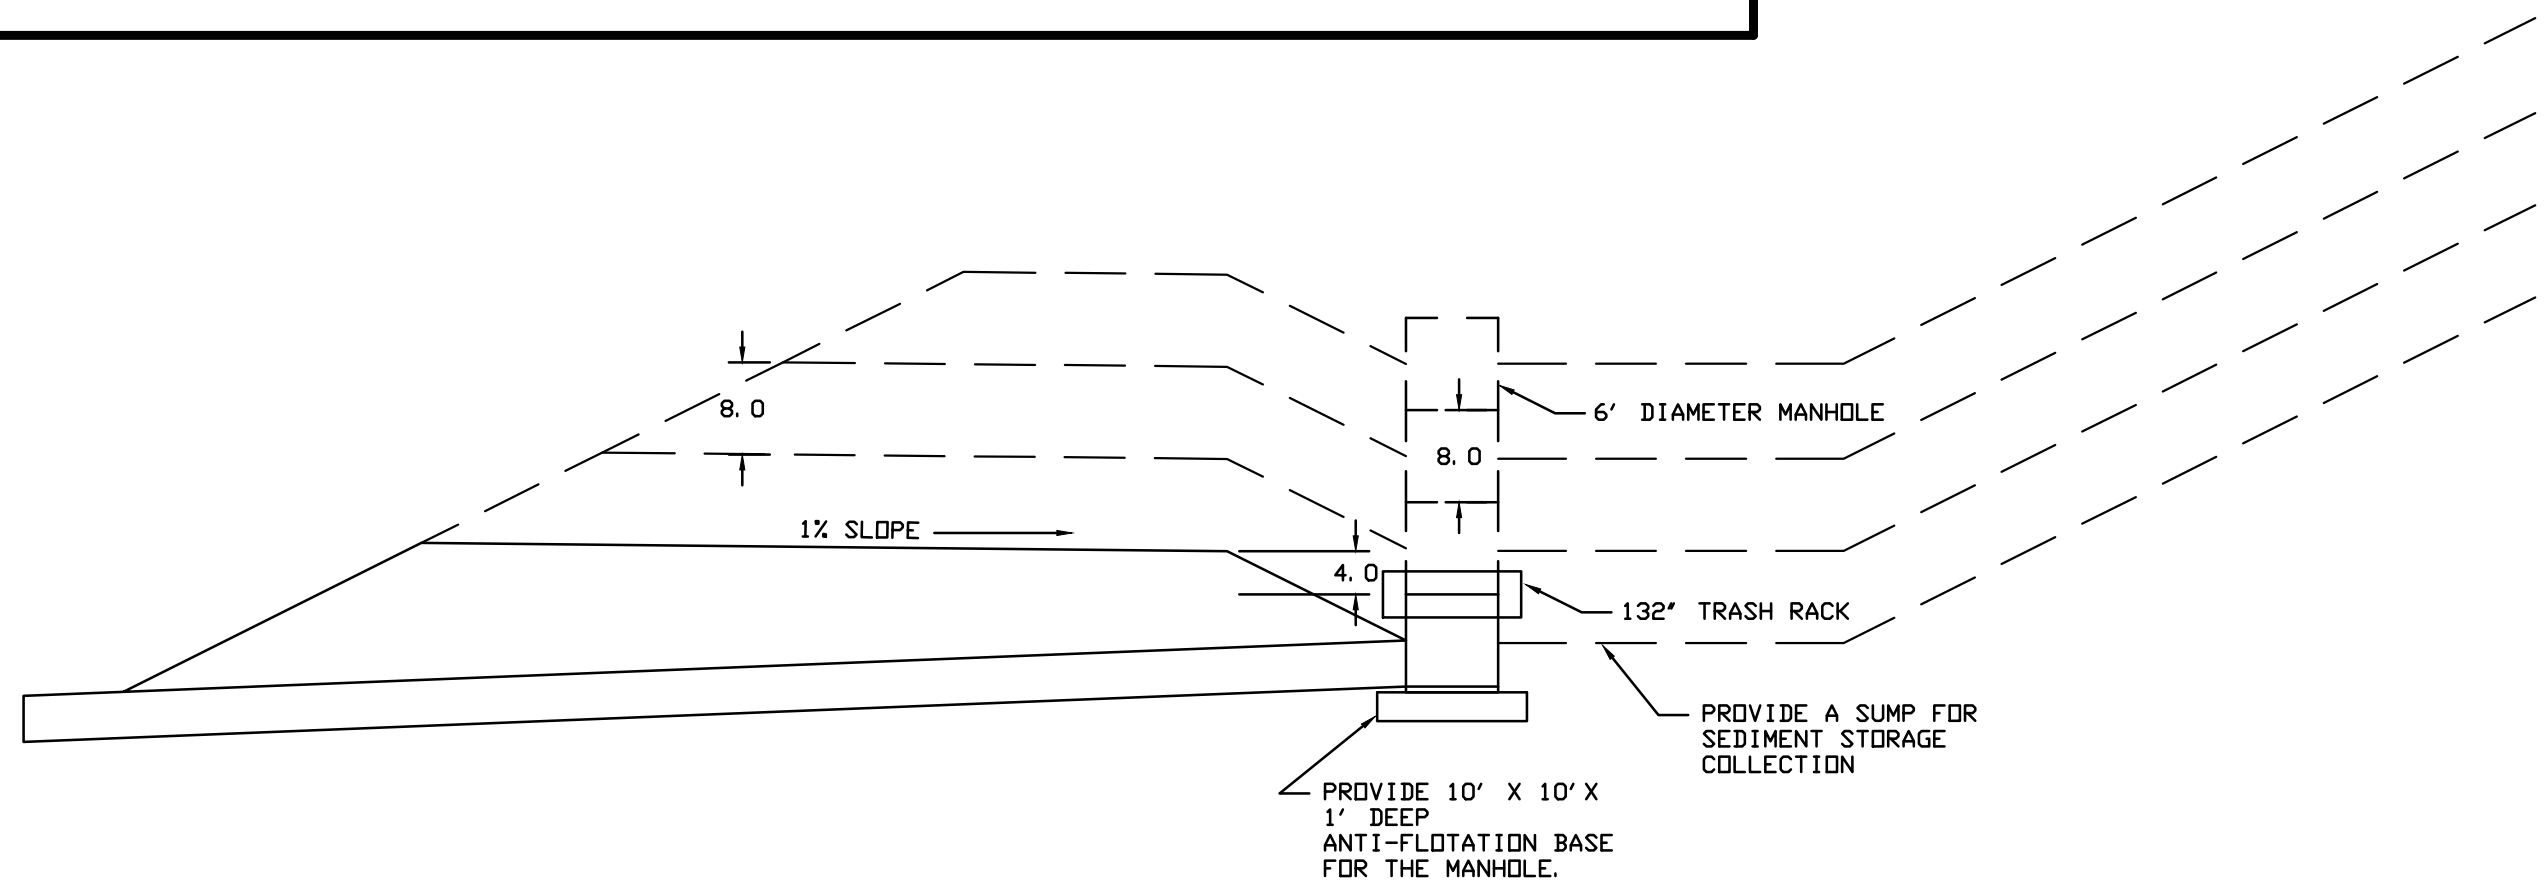 8.0
6' DIAMETER MANHOLE
8.0
1% SLOPE
4.0
132" TRASH RACK
PROVIDE A SUMP FOR
SEDIMENT STORAGE
COLLECTION
PROVIDE 10' X 10'X
1' DEEP
ANTI-FLOTATION BASE
FOR THE MANHOLE.